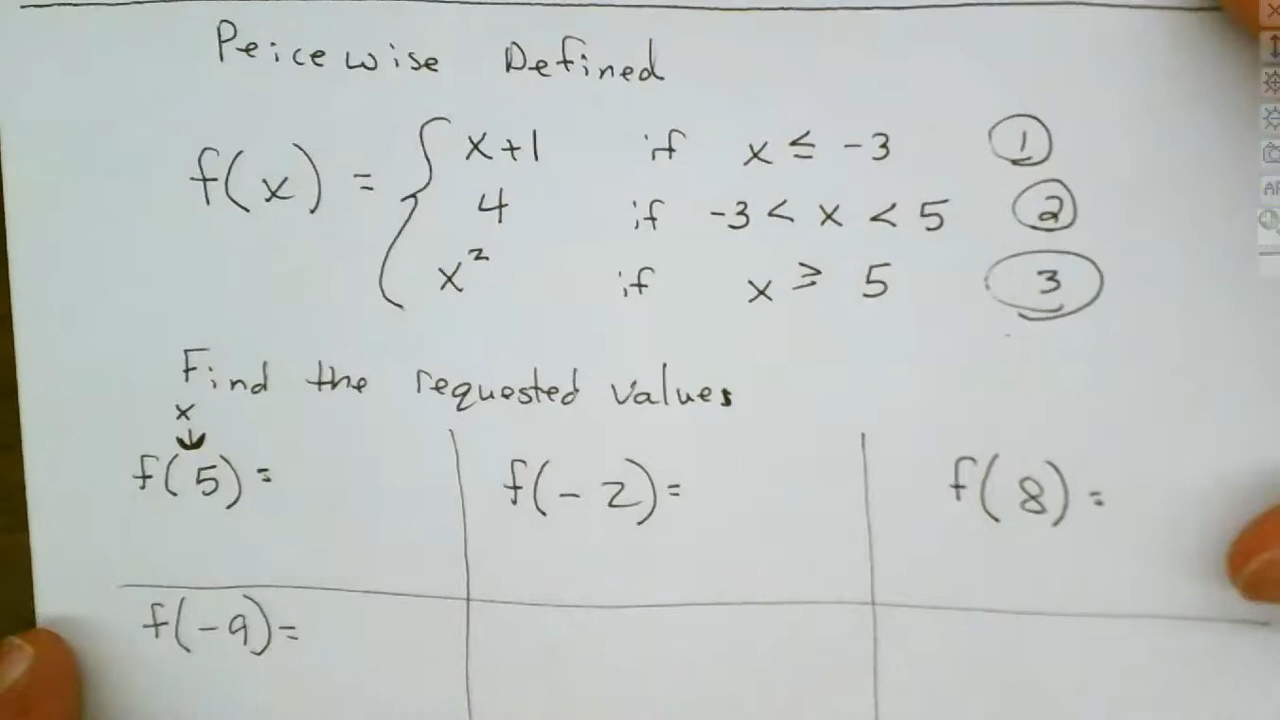 Peicewise Defined
f(x) = { x+1 if x ≤ -3 ①
4 if -3 < x < 5 ②
x² if x ≥ 5 ③
Find the requested values
x
↓
f(5)= f(-2)= f(8)=
f(-9)=